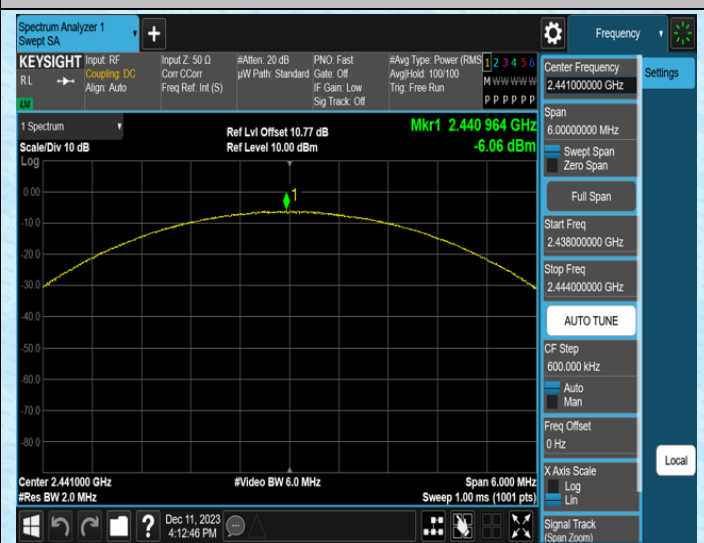 Spectrum Analyzer 1
Swept SA
+
Frequency
KEYSIGHT
RL
LXI
Input: RF
Coupling: DC
Align: Auto
Input Z: 50 Ω
Corr CCorr
Freq Ref: Int (S)
#Atten: 20 dB
µW Path: Standard
PNO: Fast
Gate: Off
IF Gain: Low
Sig Track: Off
#Avg Type: Power (RMS
Avg|Hold: 100/100
Trig: Free Run
1 2 3 4 5 6
M W W W W W
P P P P P P
1 Spectrum
Scale/Div 10 dB
Ref Lvl Offset 10.77 dB
Ref Level 10.00 dBm
Mkr1 2.440 964 GHz
-6.06 dBm
Log
0.00
-10.0
-20.0
-30.0
-40.0
-50.0
-60.0
-70.0
-80.0
1
Center 2.441000 GHz
#Res BW 2.0 MHz
#Video BW 6.0 MHz
Span 6.000 MHz
Sweep 1.00 ms (1001 pts)
Dec 11, 2023
4:12:46 PM
?
Center Frequency
2.441000000 GHz
Span
6.00000000 MHz
Swept Span
Zero Span
Full Span
Start Freq
2.438000000 GHz
Stop Freq
2.444000000 GHz
AUTO TUNE
CF Step
600.000 kHz
Auto
Man
Freq Offset
0 Hz
X Axis Scale
Log
Lin
Signal Track
(Span Zoom)
Settings
Local